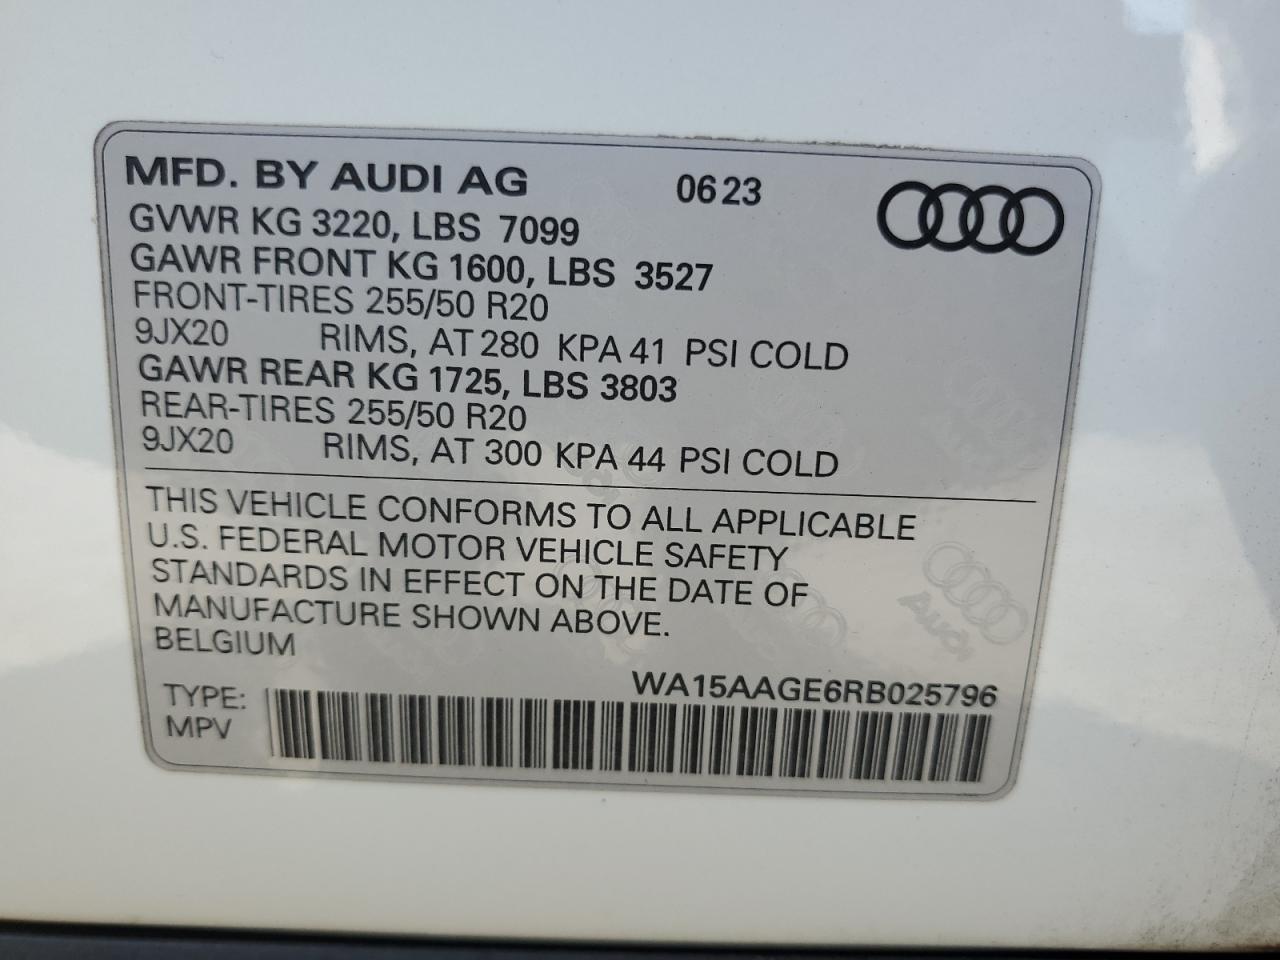 MFD. BY AUDI AG 0623
GVWR KG 3220, LBS 7099
GAWR FRONT KG 1600, LBS 3527
FRONT-TIRES 255/50 R20
9JX20 RIMS, AT 280 KPA 41 PSI COLD
GAWR REAR KG 1725, LBS 3803
REAR-TIRES 255/50 R20
9JX20 RIMS, AT 300 KPA 44 PSI COLD
THIS VEHICLE CONFORMS TO ALL APPLICABLE
U.S. FEDERAL MOTOR VEHICLE SAFETY
STANDARDS IN EFFECT ON THE DATE OF
MANUFACTURE SHOWN ABOVE.
BELGIUM
WA15AAGE6RB025796
TYPE:
MPV
Audi